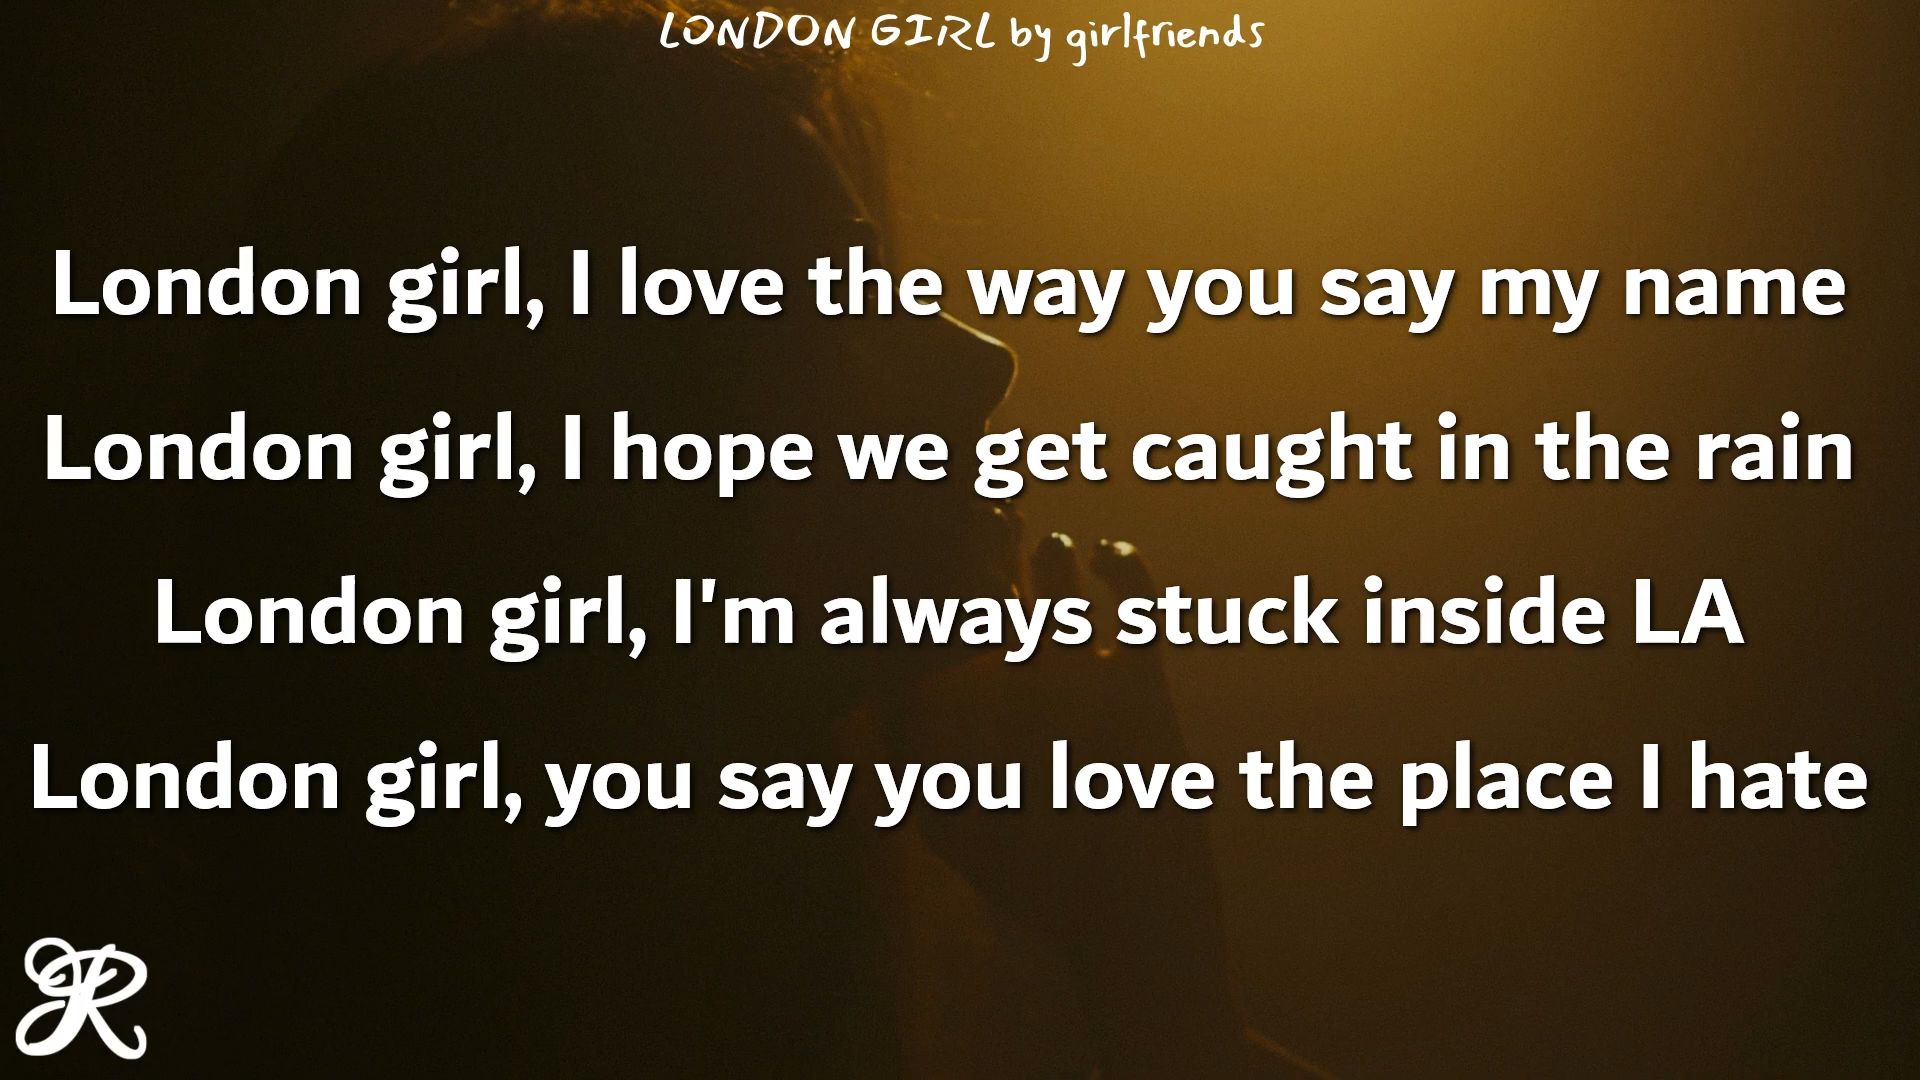 LONDON GIRL by girlfriends
London girl, I love the way you say my name
London girl, I hope we get caught in the rain
London girl, I'm always stuck inside LA
London girl, you say you love the place I hate
R